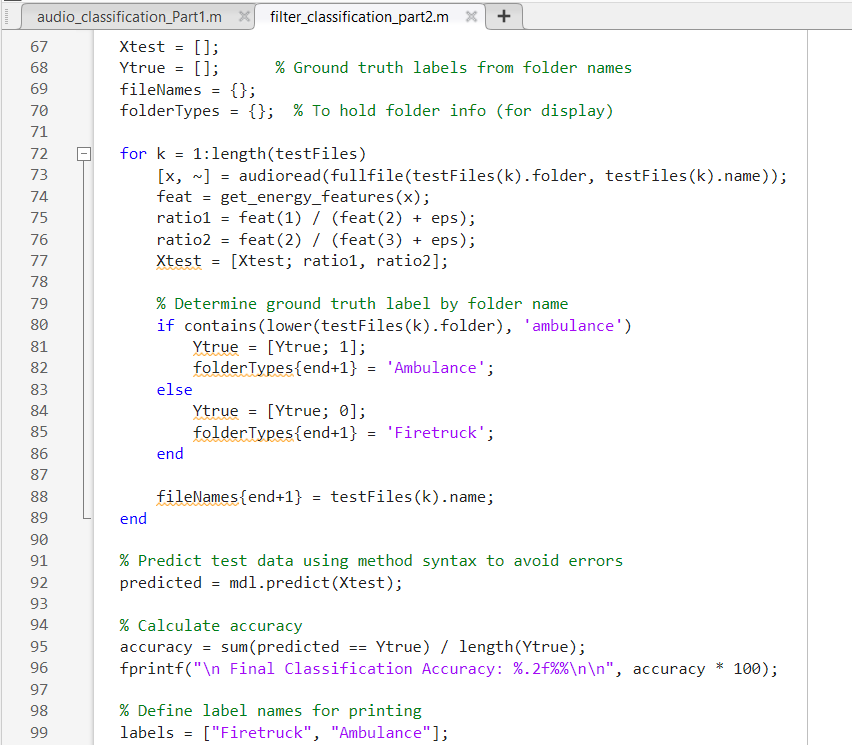 audio_classification_Part1.m × filter_classification_part2.m × +
67 Xtest = [];
68 Ytrue = [];      % Ground truth labels from folder names
69 fileNames = {};
70 folderTypes = {};  % To hold folder info (for display)
71
72 for k = 1:length(testFiles)
73     [x, ~] = audioread(fullfile(testFiles(k).folder, testFiles(k).name));
74     feat = get_energy_features(x);
75     ratio1 = feat(1) / (feat(2) + eps);
76     ratio2 = feat(2) / (feat(3) + eps);
77     Xtest = [Xtest; ratio1, ratio2];
78
79     % Determine ground truth label by folder name
80     if contains(lower(testFiles(k).folder), 'ambulance')
81         Ytrue = [Ytrue; 1];
82         folderTypes{end+1} = 'Ambulance';
83     else
84         Ytrue = [Ytrue; 0];
85         folderTypes{end+1} = 'Firetruck';
86     end
87
88     fileNames{end+1} = testFiles(k).name;
89 end
90
91 % Predict test data using method syntax to avoid errors
92 predicted = mdl.predict(Xtest);
93
94 % Calculate accuracy
95 accuracy = sum(predicted == Ytrue) / length(Ytrue);
96 fprintf("\n Final Classification Accuracy: %.2f%%\n\n", accuracy * 100);
97
98 % Define label names for printing
99 labels = ["Firetruck", "Ambulance"];